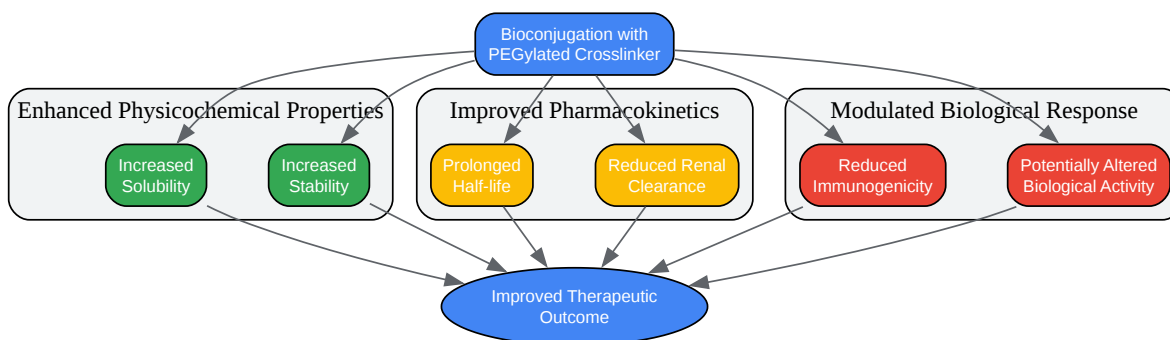 Bioconjugation with
PEGylated Crosslinker
Enhanced Physicochemical Properties
Improved Pharmacokinetics
Modulated Biological Response
Increased
Solubility
Increased
Stability
Prolonged
Half-life
Reduced Renal
Clearance
Reduced
Immunogenicity
Potentially Altered
Biological Activity
Improved Therapeutic
Outcome